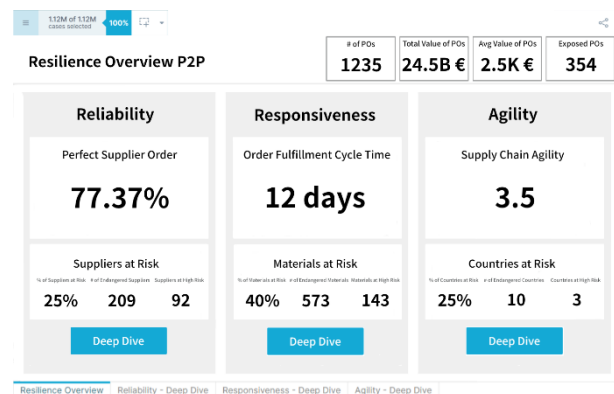 1.12M of 1.12M
cases selected
100%
Resilience Overview P2P
# of POs
1235
Total Value of POs
24.5B €
Avg Value of POs
2.5K €
Exposed POs
354
Reliability
Perfect Supplier Order
77.37%
Suppliers at Risk
% of Suppliers at Risk # of Endangered Suppliers Suppliers at High Risk
25% 209 92
Deep Dive
Responsiveness
Order Fulfillment Cycle Time
12 days
Materials at Risk
% of Materials at Risk # of Endangered Materials Materials at High Risk
40% 573 143
Deep Dive
Agility
Supply Chain Agility
3.5
Countries at Risk
% of Countries at Risk # of Endangered Countries Countries at High Risk
25% 10 3
Deep Dive
Resilience Overview Reliability - Deep Dive Responsiveness - Deep Dive Agility - Deep Dive